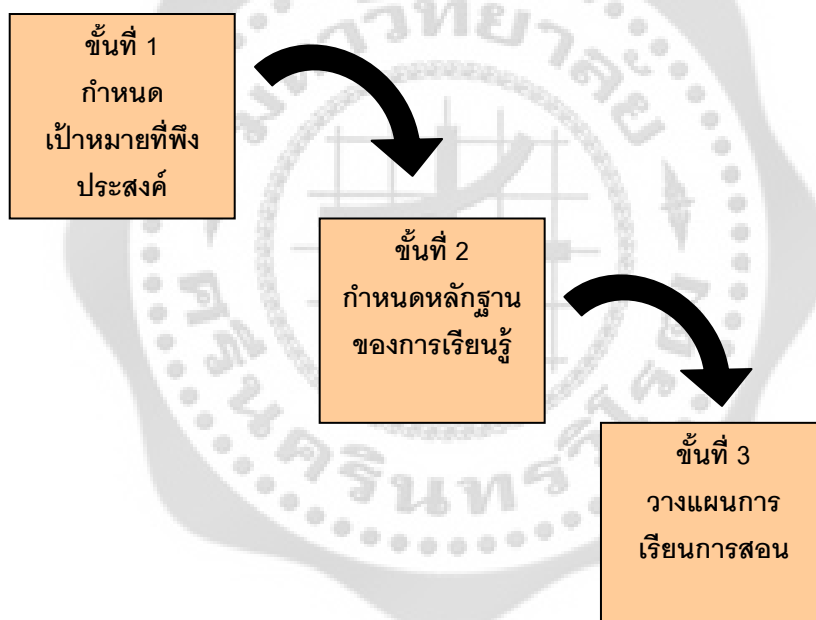 ขั้นที่ 1
กำหนด
เป้าหมายที่พึง
ประสงค์
ขั้นที่ 2
กำหนดหลักฐาน
ของการเรียนรู้
ขั้นที่ 3
วางแผนการ
เรียนการสอน